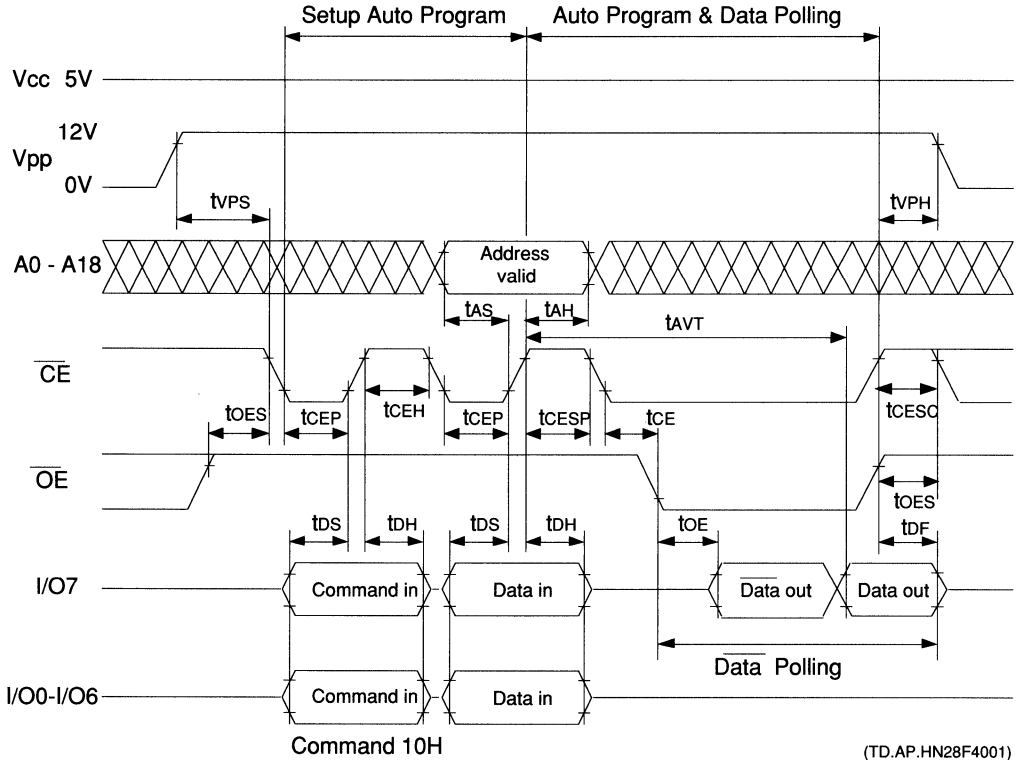 Setup Auto Program Auto Program & Data Polling
Vcc 5V
12V
Vpp
0V
tVPS tVPH
A0 - A18 Address valid
tAS tAH tAVT
CE
tOES tCEP tCEH tCEP tCESP tCE tCESC
OE
tOES
tDS tDH tDS tDH tOE tDF
I/O7 Command in Data in Data out Data out
Data Polling
I/O0-I/O6 Command in Data in
Command 10H
(TD.AP.HN28F4001)